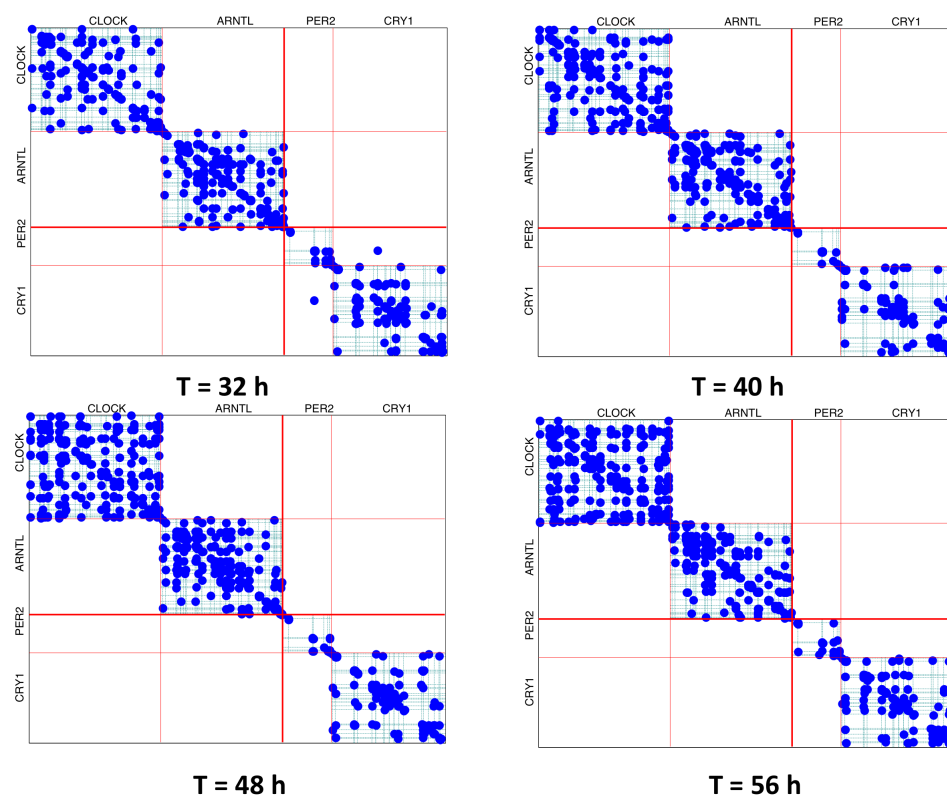 CLOCK ARNTL PER2 CRY1
CLOCK
ARNTL
PER2
CRY1
T = 32 h
CLOCK ARNTL PER2 CRY1
CLOCK
ARNTL
PER2
CRY1
T = 40 h
CLOCK ARNTL PER2 CRY1
CLOCK
ARNTL
PER2
CRY1
T = 48 h
CLOCK ARNTL PER2 CRY1
CLOCK
ARNTL
PER2
CRY1
T = 56 h